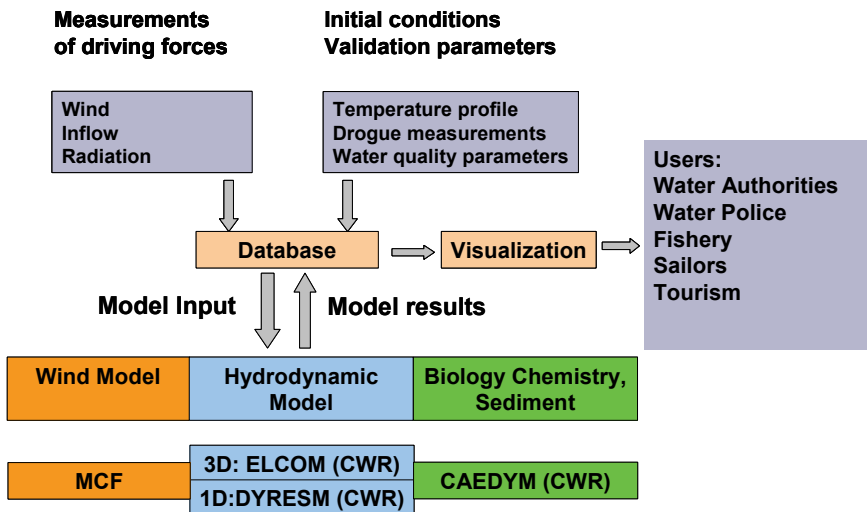 Measurements
of driving forces
Initial conditions
Validation parameters
Wind
Inflow
Radiation
Temperature profile
Drogue measurements
Water quality parameters
Users:
Water Authorities
Water Police
Fishery
Sailors
Tourism
Database
Visualization
Model Input
Model results
Wind Model
Hydrodynamic
Model
Biology Chemistry,
Sediment
MCF
3D: ELCOM (CWR)
1D:DYRESM (CWR)
CAEDYM (CWR)